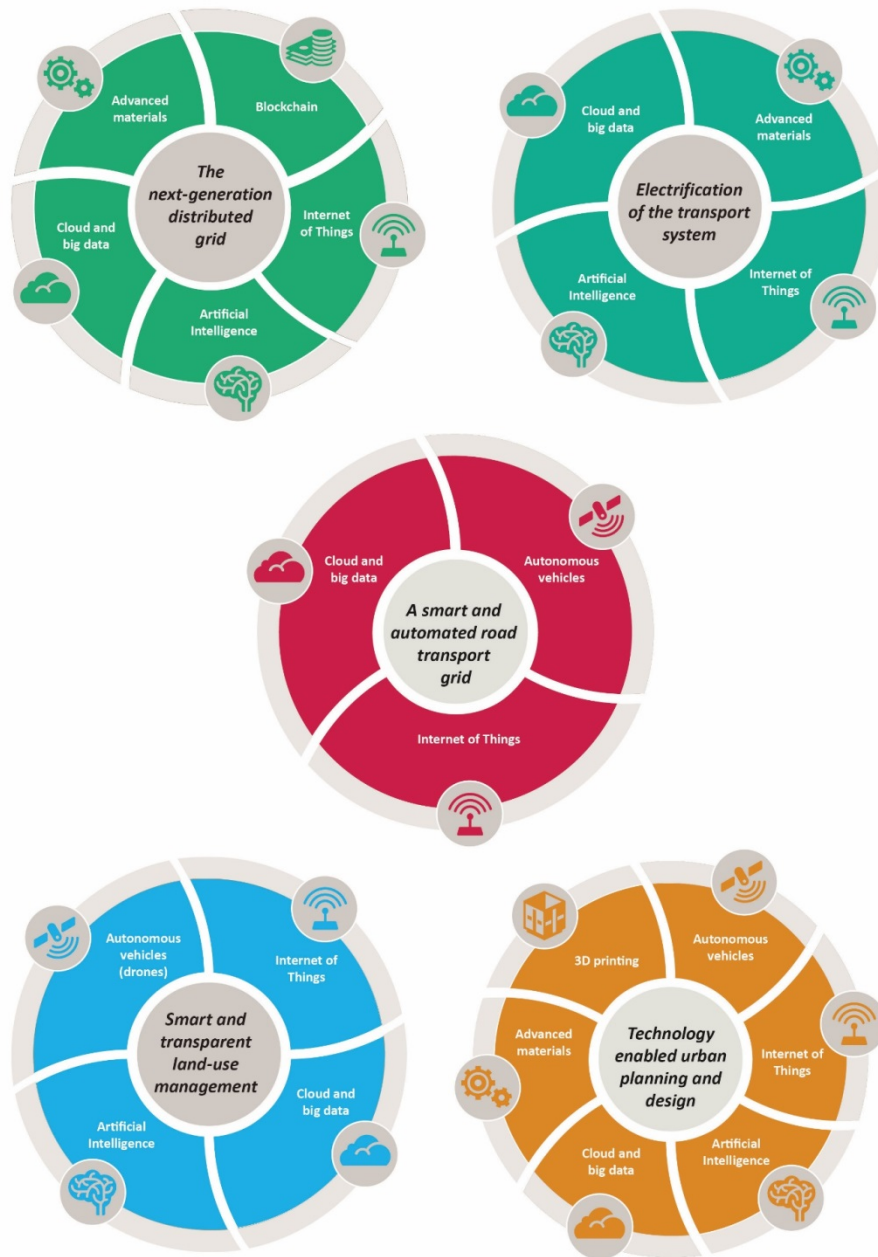 Advanced
materials
Blockchain
The
next-generation
distributed
grid
Internet
of Things
Cloud and
big data
Artificial
Intelligence
Cloud and
big data
Advanced
materials
Electrification
of the transport
system
Artificial
Intelligence
Internet
of Things
Cloud and
big data
Autonomous
vehicles
A smart and
automated road
transport
grid
Internet of Things
Autonomous
vehicles
(drones)
Internet of
Things
Smart and
transparent
land-use
management
Artificial
Intelligence
Cloud and
big data
3D printing
Autonomous
vehicles
Advanced
materials
Technology
enabled urban
planning and
design
Internet of
Things
Cloud and
big data
Artificial
Intelligence